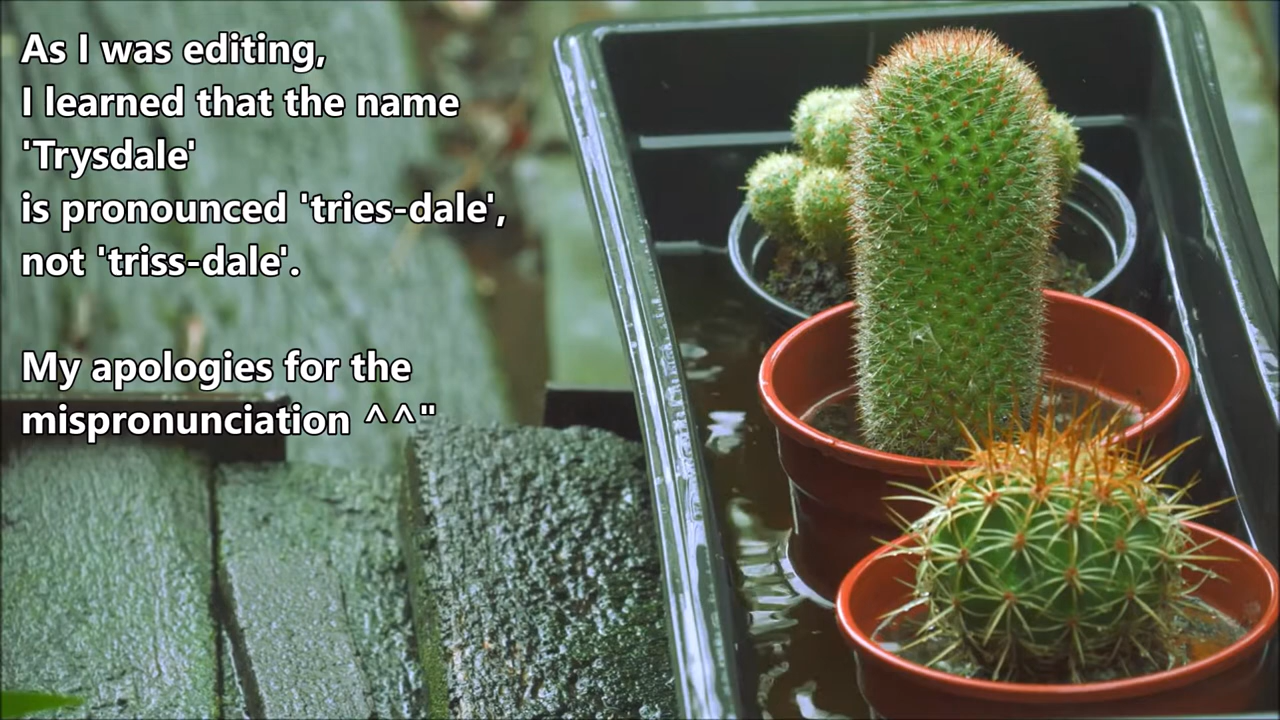 As I was editing,
I learned that the name
'Trysdale'
is pronounced 'tries-dale',
not 'triss-dale'.
My apologies for the
mispronunciation ^^"